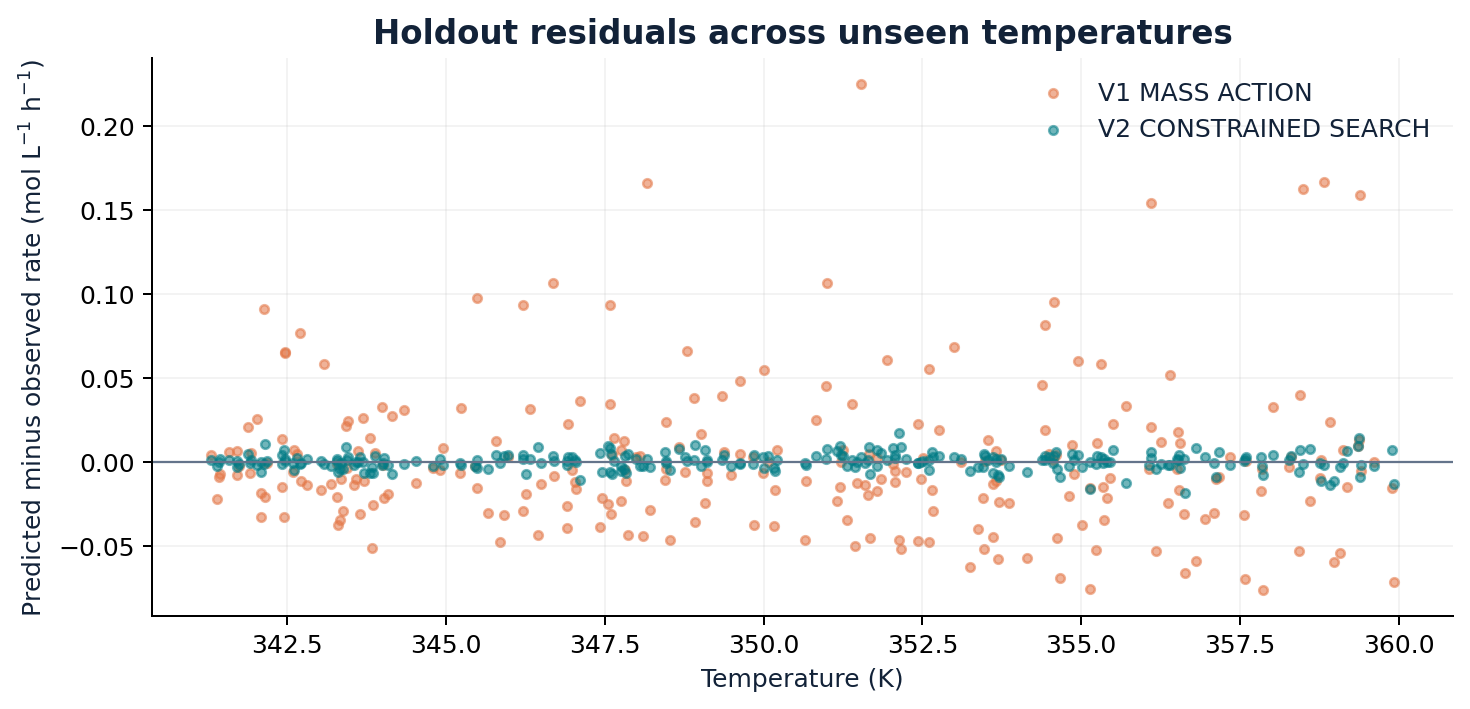 Holdout residuals across unseen temperatures
Predicted minus observed rate (mol L⁻¹ h⁻¹)
V1 MASS ACTION
V2 CONSTRAINED SEARCH
0.20
0.15
0.10
0.05
0.00
−0.05
342.5 345.0 347.5 350.0 352.5 355.0 357.5 360.0
Temperature (K)